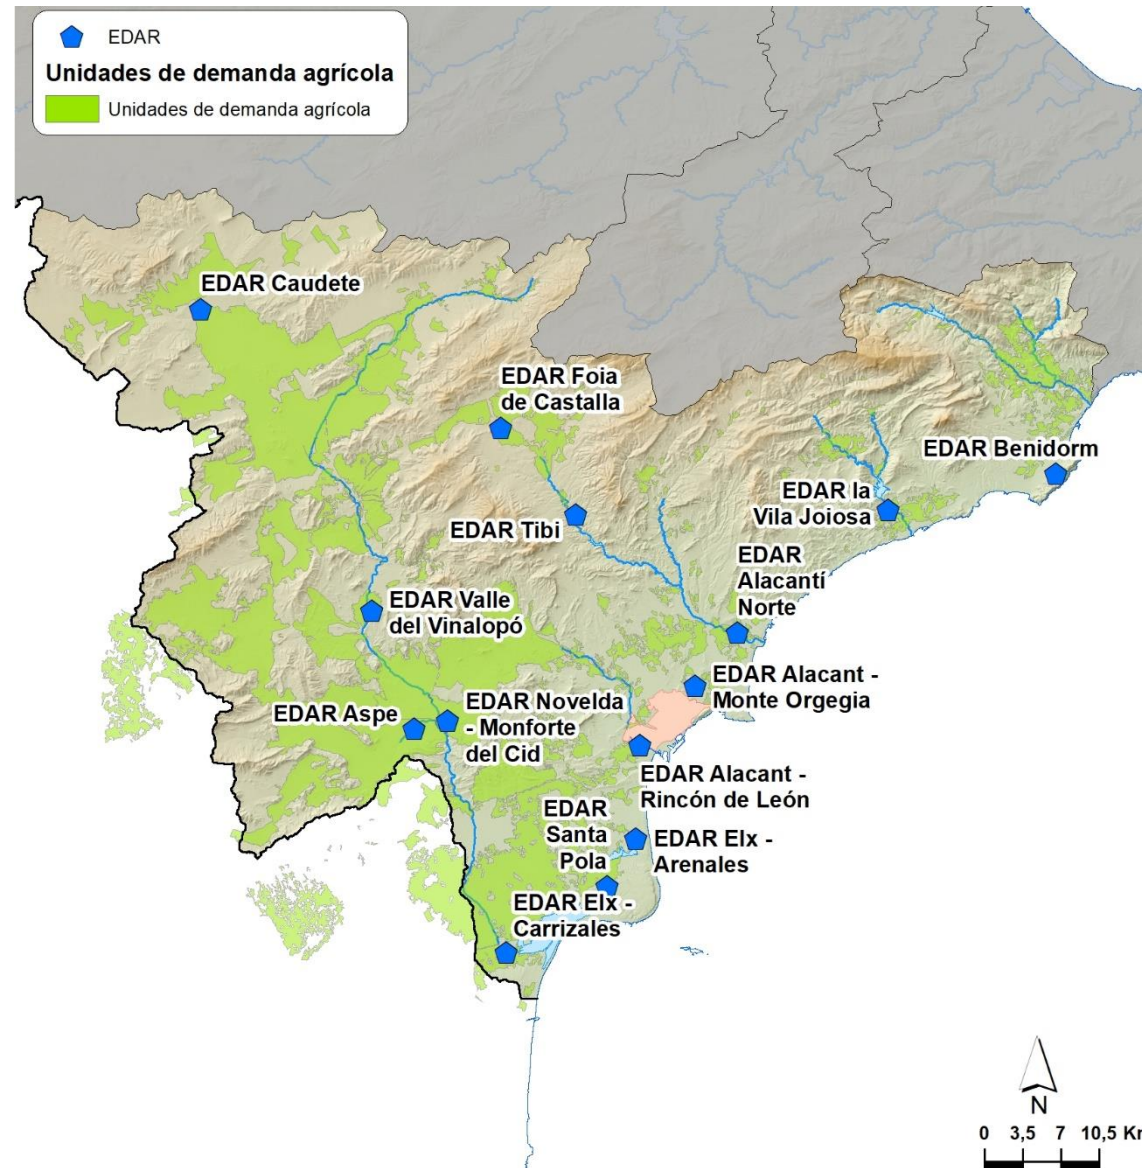 EDAR
Unidades de demanda agrícola
Unidades de demanda agrícola
EDAR Caudete
EDAR Foia
de Castalla
EDAR Benidorm
EDAR la
Vila Joiosa
EDAR Tibi
EDAR
Alacantí
Norte
EDAR Valle
del Vinalopó
EDAR Alacant -
Monte Orgegia
EDAR Aspe
EDAR Novelda
- Monforte
del Cid
EDAR Alacant -
Rincón de León
EDAR
Santa
Pola
EDAR Elx -
Arenales
EDAR Elx -
Carrizales
N
0 3,5 7 10,5 Km